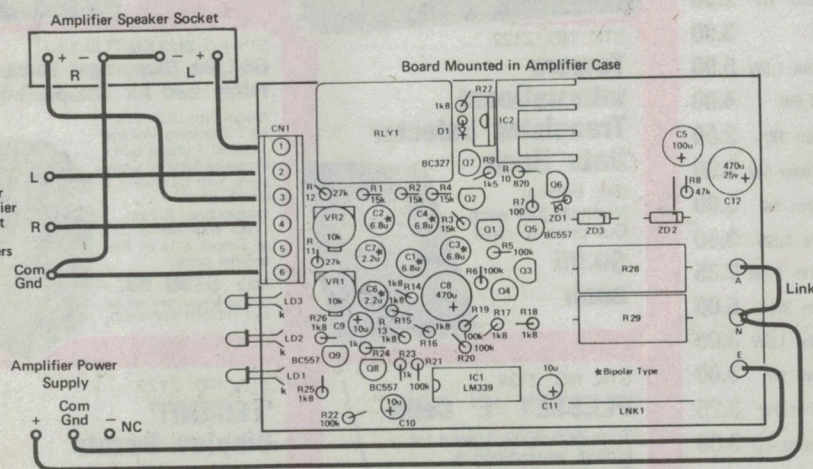 Amplifier Speaker Socket
+ - - +
R L
Board Mounted in Amplifier Case
CN1
1
2
3
4
5
6
L
R
Com
Gnd
RLY1
R27
1k8
D1
IC2
BC327
Q7
R9
1k5
R
10
820
Q6
ZD1
C5
100u
+
470u
25v
+
C12
R8
47k
R
12
27k
R1
15k
R2
15k
R4
15k
Q2
R7
100
Q5
BC557
ZD3
ZD2
VR2
10k
C2
6.8u
C4
6.8u
R3
15k
Q1
R
11
27k
C7
2.2u
C1
6.8u
C3
6.8u
R5
100k
R6
100k
Q3
Q4
R28
R29
A
Link
E
VR1
10k
C6
2.2u
R14
1k8
C8
470u
+
LD3
k
LD2
k
LD1
k
R26
1k8
C9
10u
+
R
13
1k8
1k8
R15
R16
1k8
R19
100k
R17
1k8
R18
1k8
R20
100k
BC557
Q9
1k
R24
Q8
R23
1k
R21
100k
BC557
R25
1k8
R22
100k
10u
+
C10
IC1
LM339
10u
+
C11
*Bipolar Type
LNK1
Amplifier Power
Supply
Com
Gnd
+
- NC